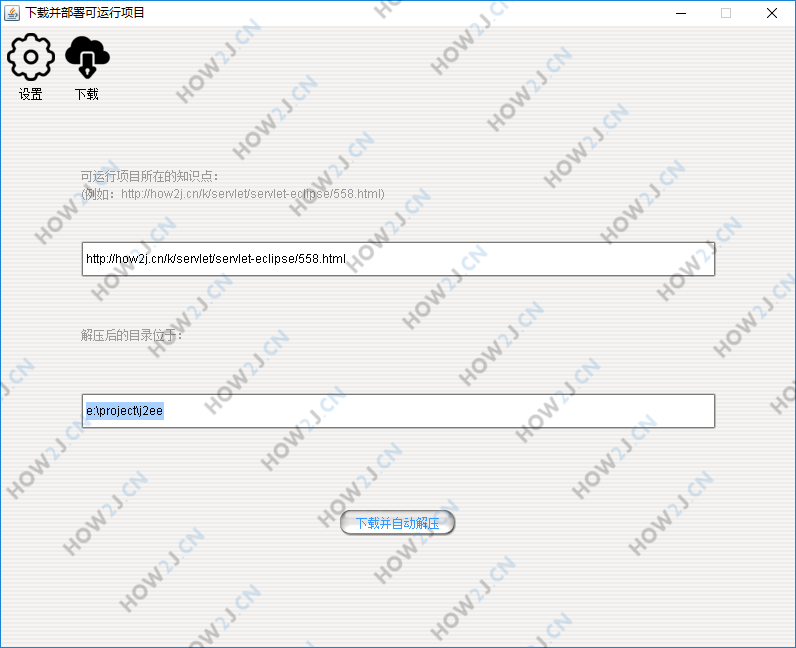 下载并部署可运行项目
设置
下载
可运行项目所在的知识点：
(例如：http://how2j.cn/k/servlet/servlet-eclipse/558.html)
http://how2j.cn/k/servlet/servlet-eclipse/558.html
解压后的目录位于：
e:\project\j2ee
下载并自动解压
HOW2J.CN